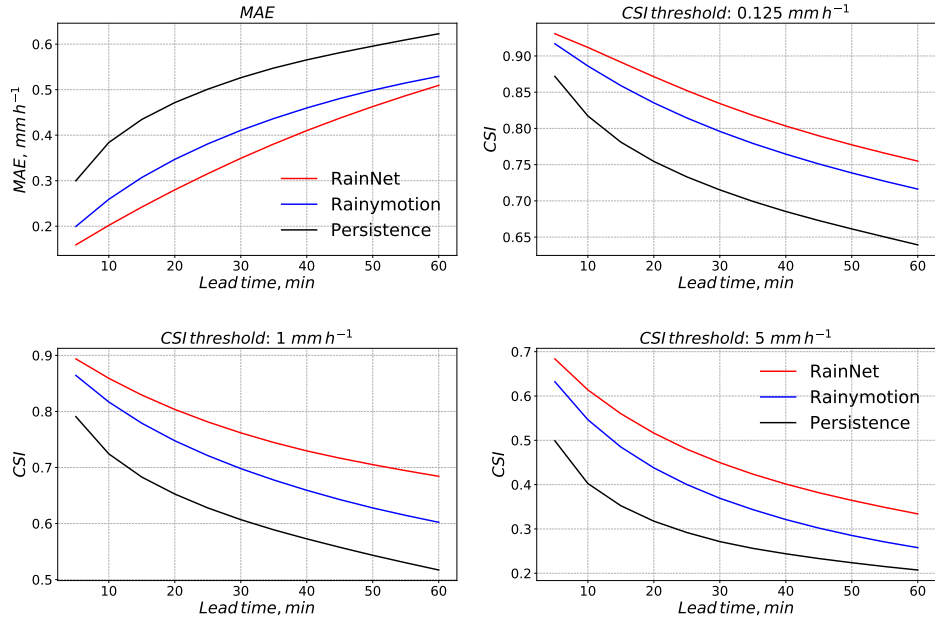 MAE
MAE, mm h⁻¹
0.6
0.5
0.4
0.3
0.2
RainNet
Rainymotion
Persistence
10 20 30 40 50 60
Lead time, min
CSI threshold: 0.125 mm h⁻¹
CSI
0.90
0.85
0.80
0.75
0.70
0.65
10 20 30 40 50 60
Lead time, min
CSI threshold: 1 mm h⁻¹
CSI
0.9
0.8
0.7
0.6
0.5
10 20 30 40 50 60
Lead time, min
CSI threshold: 5 mm h⁻¹
CSI
0.7
0.6
0.5
0.4
0.3
0.2
RainNet
Rainymotion
Persistence
10 20 30 40 50 60
Lead time, min